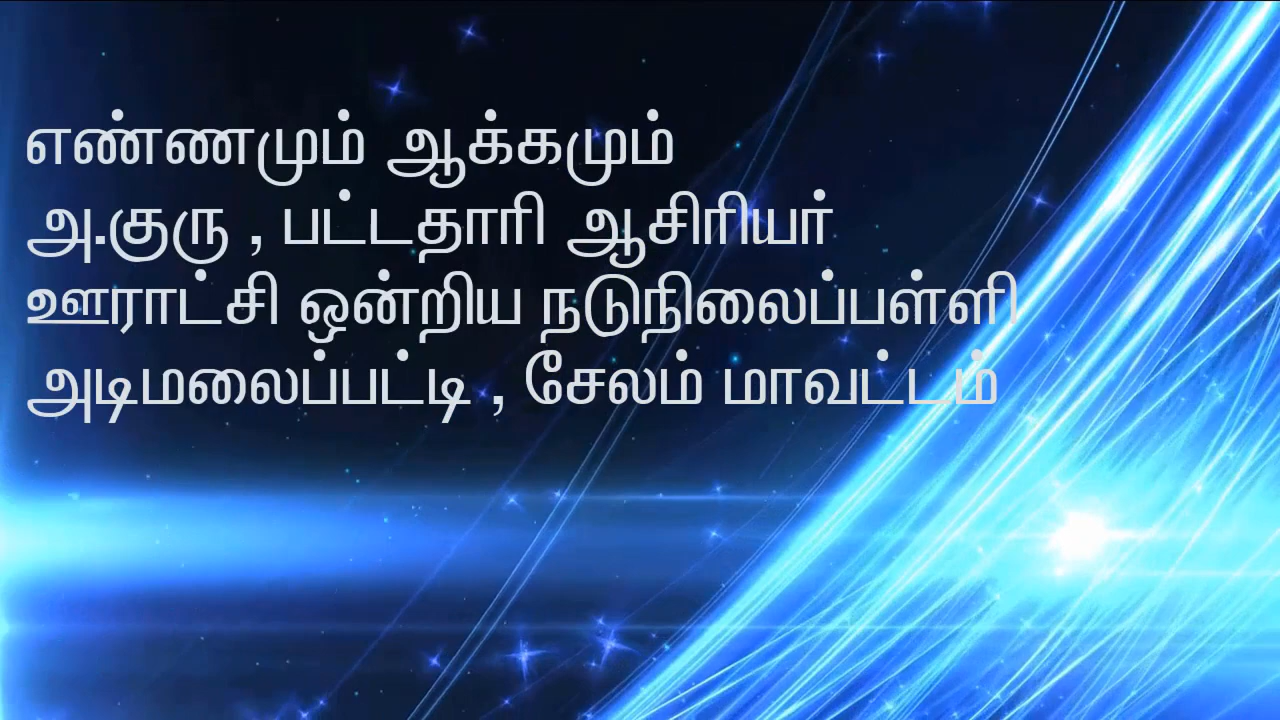 எண்ணமும் ஆக்கமும்
அ.குரு , பட்டதாரி ஆசிரியர்
ஊராட்சி ஒன்றிய நடுநிலைப்பள்ளி
அடிமலைப்பட்டி , சேலம் மாவட்டம்